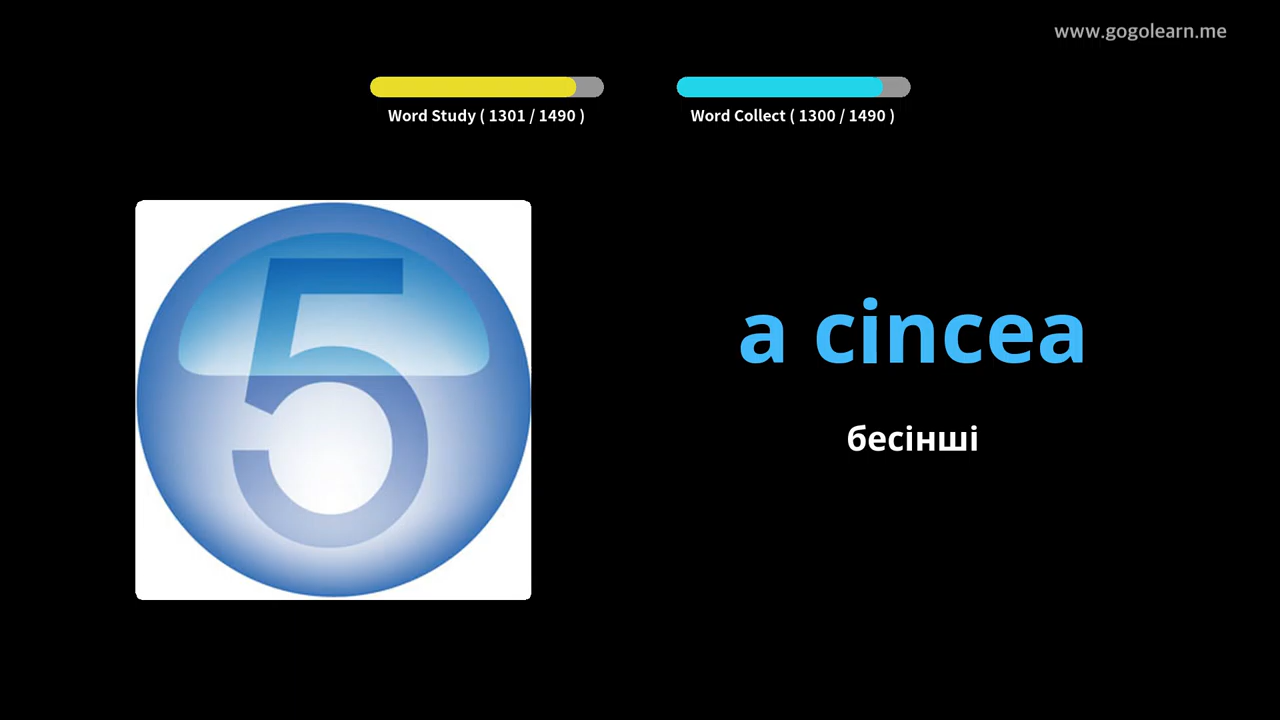 www.gogolearn.me
Word Study ( 1301 / 1490 )
Word Collect ( 1300 / 1490 )
5
a cincea
бесінші